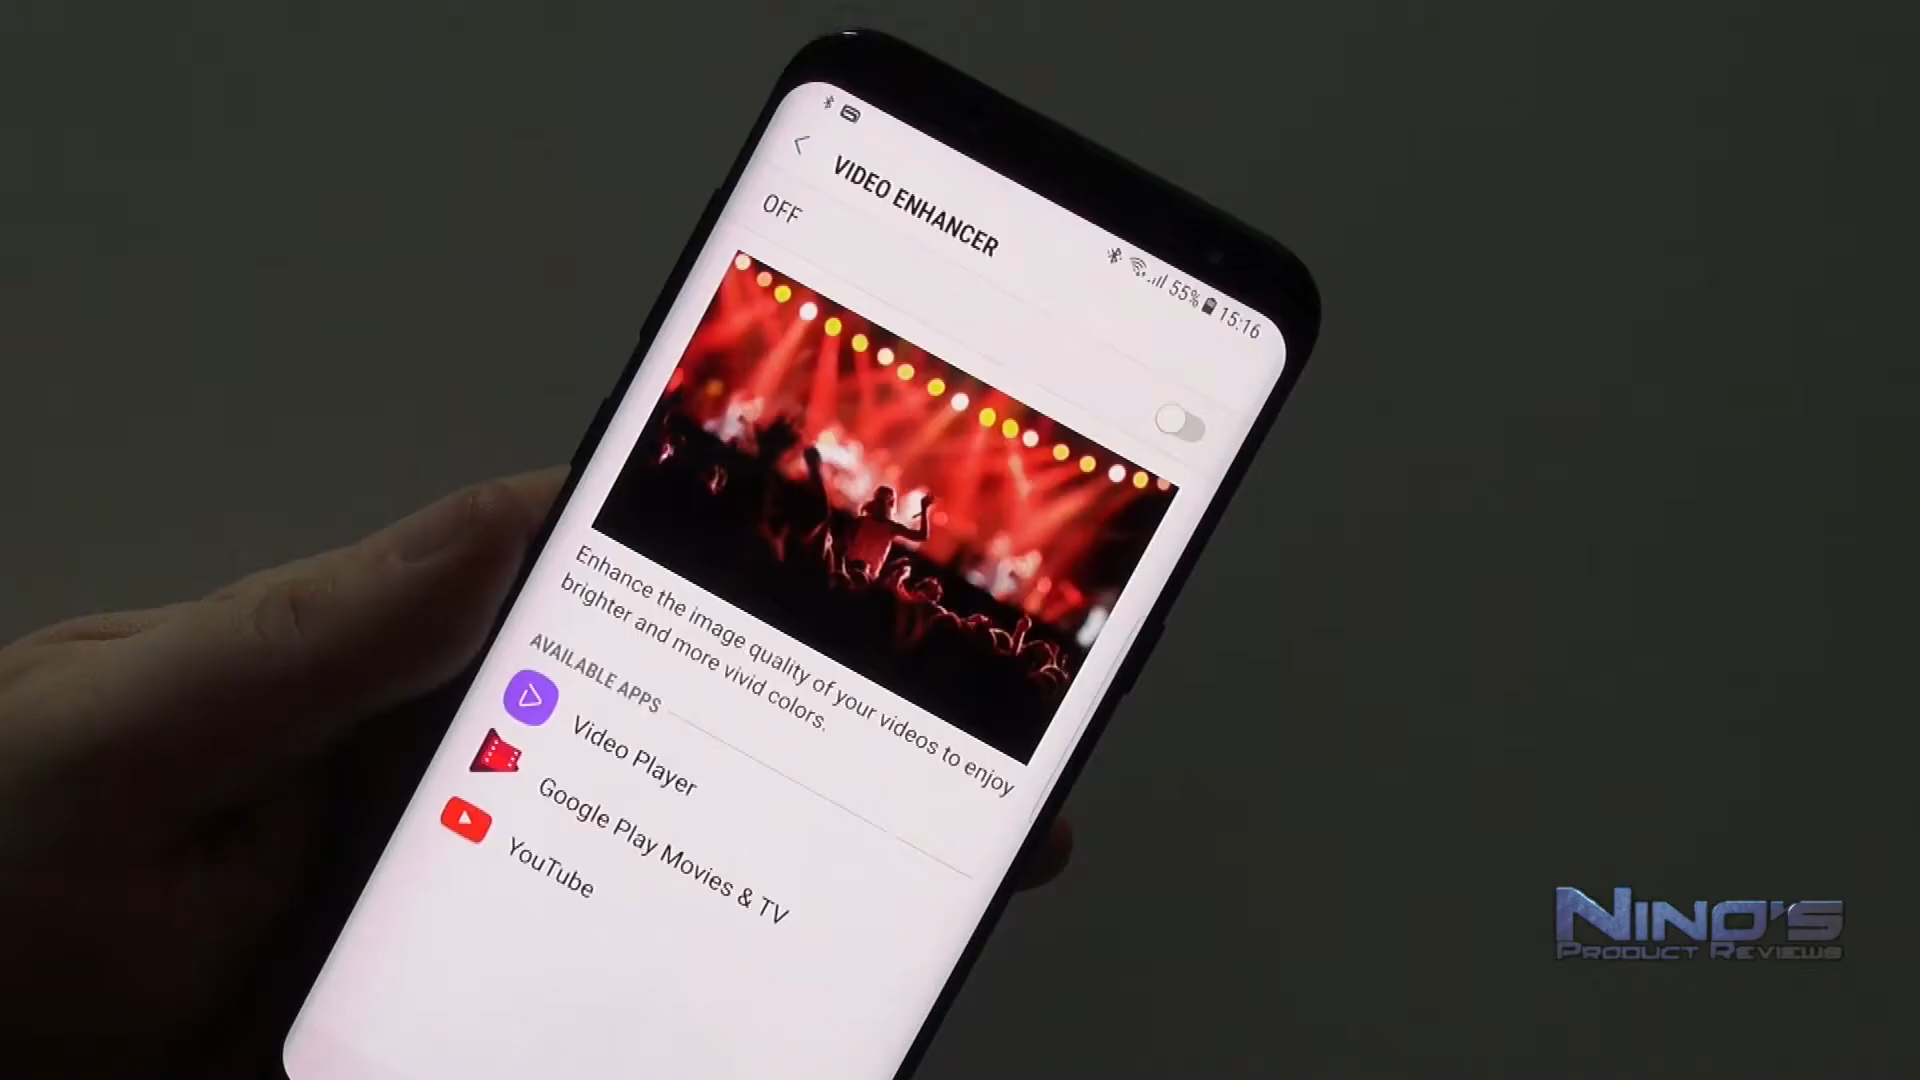 55% 15:16
VIDEO ENHANCER
OFF
Enhance the image quality of your videos to enjoy
brighter and more vivid colors.
AVAILABLE APPS
Video Player
Google Play Movies & TV
YouTube
NINO'S
PRODUCT REVIEWS